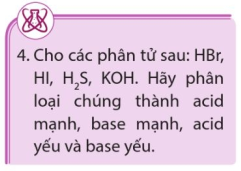 4. Cho các phân tử sau: HBr,
HI, H₂S, KOH. Hãy phân
loại chúng thành acid
mạnh, base mạnh, acid
yếu và base yếu.